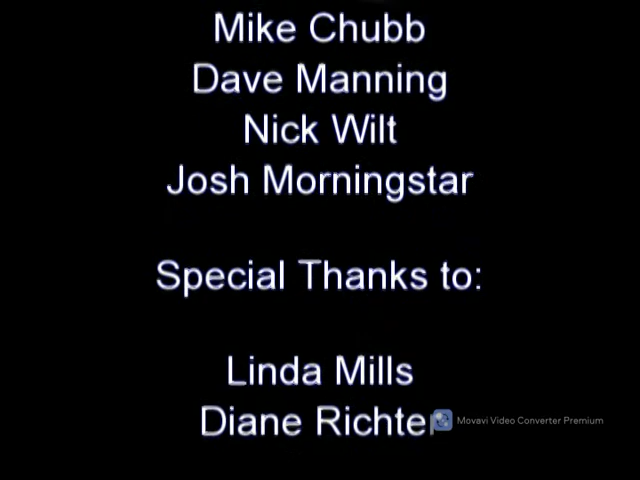 Mike Chubb
Dave Manning
Nick Wilt
Josh Morningstar
Special Thanks to:
Linda Mills
Diane Richter
Movavi Video Converter Premium